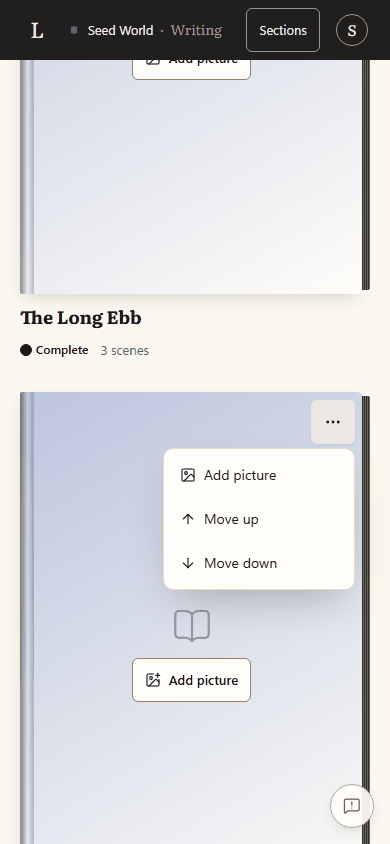 L
Seed World · Writing
Sections
S
Add picture
The Long Ebb
Complete 3 scenes
Add picture
Move up
Move down
Add picture